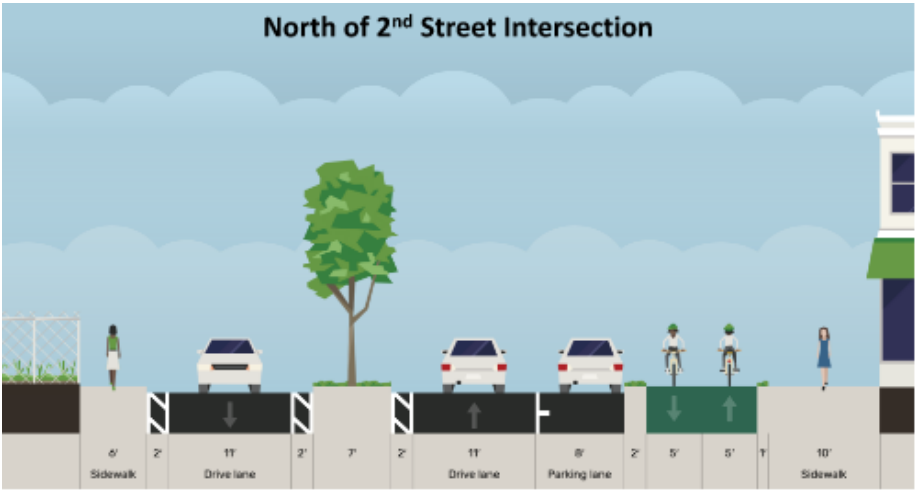 North of 2nd Street Intersection
6' 2' 11' 2' 7' 2' 11' 8' 2' 5' 5' 1' 10'
Sidewalk Drive lane Drive lane Parking lane Sidewalk